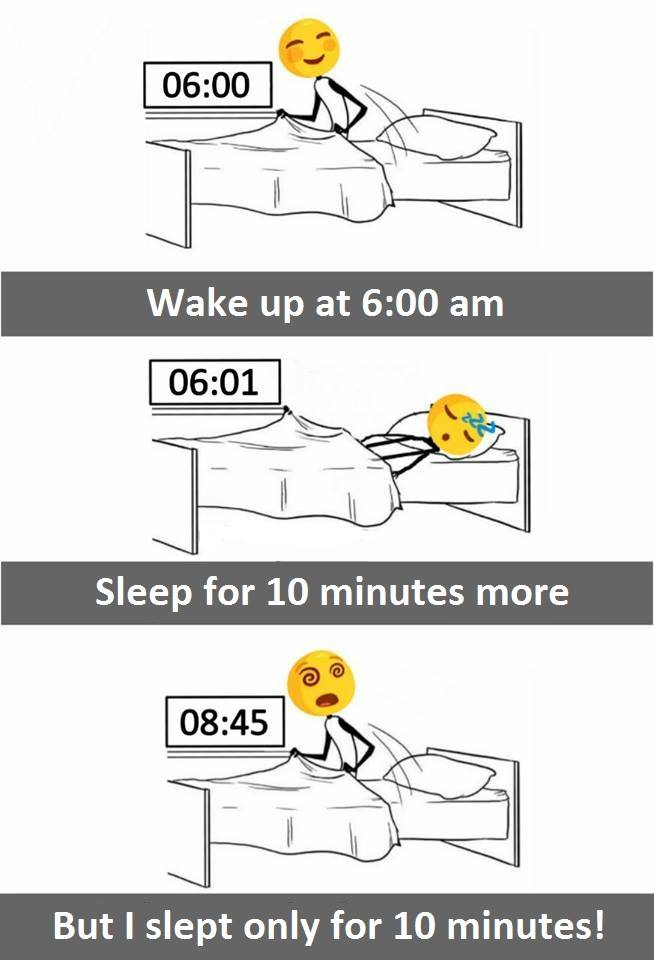 06:00
Wake up at 6:00 am
06:01
zzz
Sleep for 10 minutes more
08:45
But I slept only for 10 minutes!